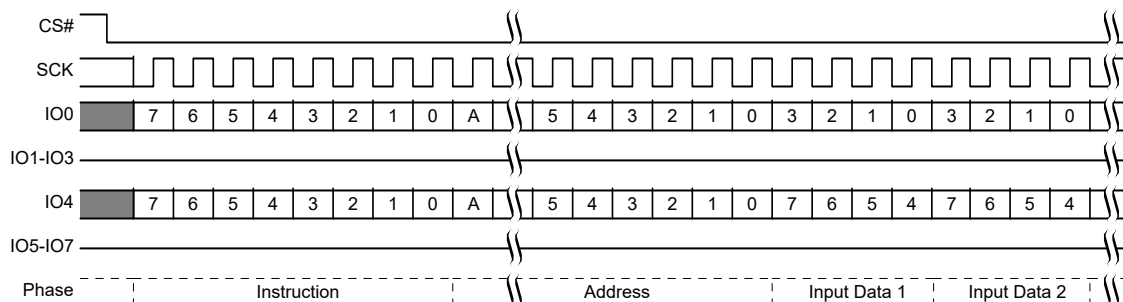 CS#
SCK
IO0 7 6 5 4 3 2 1 0 A 5 4 3 2 1 0 3 2 1 0 3 2 1 0
IO1-IO3
IO4 7 6 5 4 3 2 1 0 A 5 4 3 2 1 0 7 6 5 4 7 6 5 4
IO5-IO7
Phase Instruction Address Input Data 1 Input Data 2